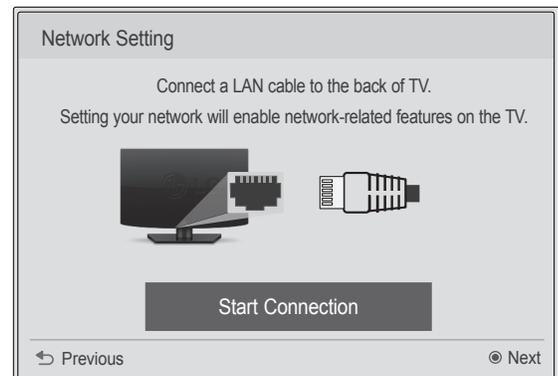 Network Setting
Connect a LAN cable to the back of TV.
Setting your network will enable network-related features on the TV.
LG
Start Connection
Previous
Next